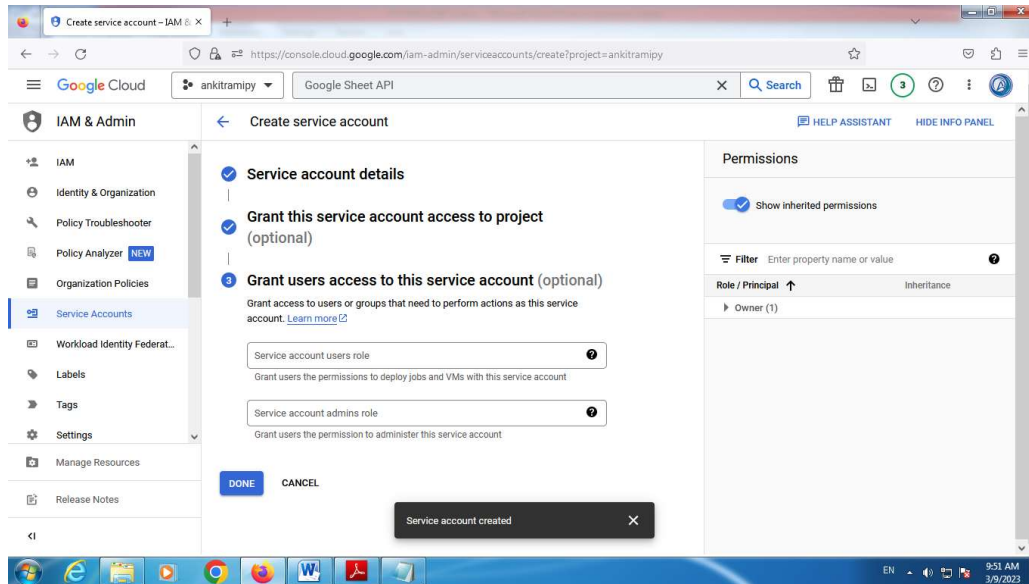 Create service account – IAM &
https://console.cloud.google.com/iam-admin/serviceaccounts/create?project=ankitramipy
Google Cloud
ankitramipy
Google Sheet API
Search
3
IAM & Admin
Create service account
HELP ASSISTANT
HIDE INFO PANEL
IAM
Identity & Organization
Policy Troubleshooter
Policy Analyzer NEW
Organization Policies
Service Accounts
Workload Identity Federat...
Labels
Tags
Settings
Manage Resources
Release Notes
Service account details
Grant this service account access to project
(optional)
3 Grant users access to this service account (optional)
Grant access to users or groups that need to perform actions as this service
account. Learn more
Service account users role
Grant users the permissions to deploy jobs and VMs with this service account
Service account admins role
Grant users the permission to administer this service account
DONE
CANCEL
Service account created
Permissions
Show inherited permissions
Filter Enter property name or value
Role / Principal
Inheritance
Owner (1)
EN
9:51 AM
3/9/2023